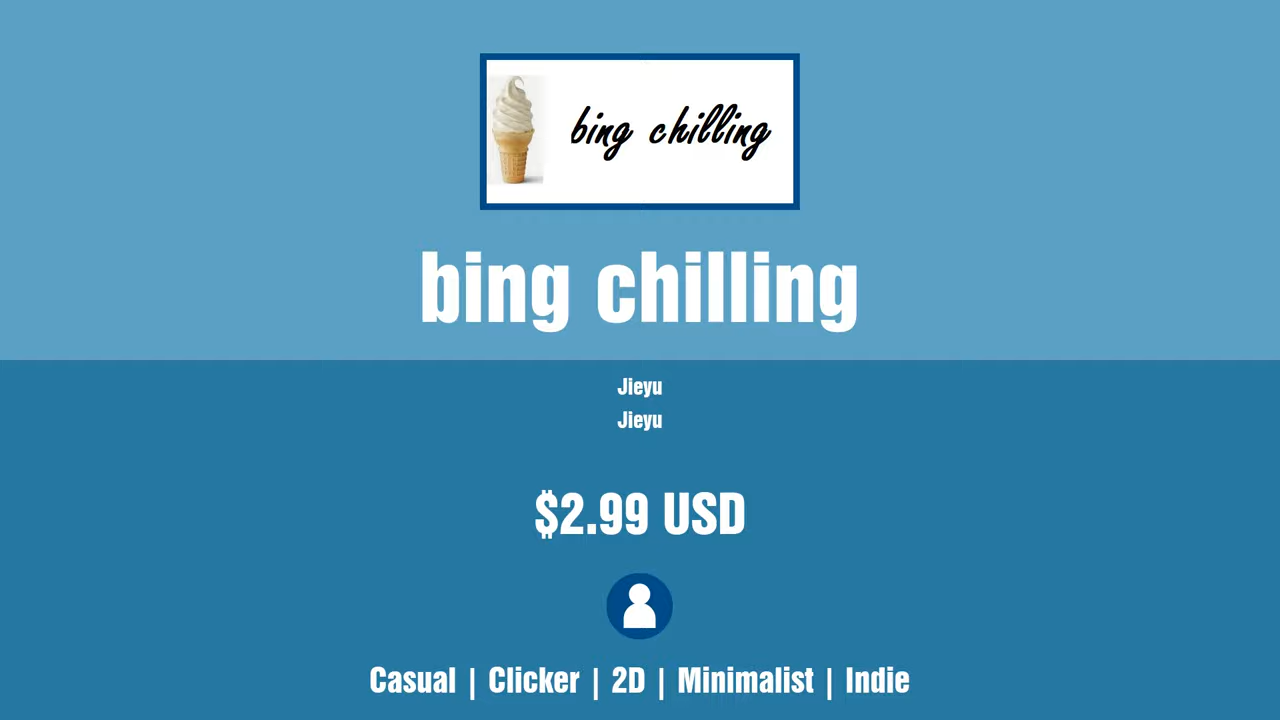 bing chilling
bing chilling
Jieyu
Jieyu
$2.99 USD
Casual | Clicker | 2D | Minimalist | Indie